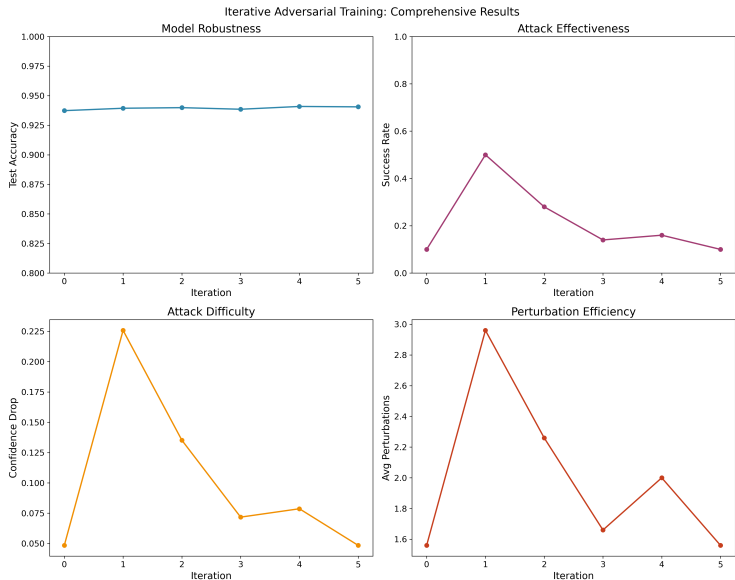 Iterative Adversarial Training: Comprehensive Results
Model Robustness
1.000
0.975
0.950
0.925
0.900
0.875
0.850
0.825
0.800
Test Accuracy
0 1 2 3 4 5
Iteration
Attack Effectiveness
1.0
0.8
0.6
0.4
0.2
0.0
Success Rate
0 1 2 3 4 5
Iteration
Attack Difficulty
0.225
0.200
0.175
0.150
0.125
0.100
0.075
0.050
Confidence Drop
0 1 2 3 4 5
Iteration
Perturbation Efficiency
3.0
2.8
2.6
2.4
2.2
2.0
1.8
1.6
Avg Perturbations
0 1 2 3 4 5
Iteration